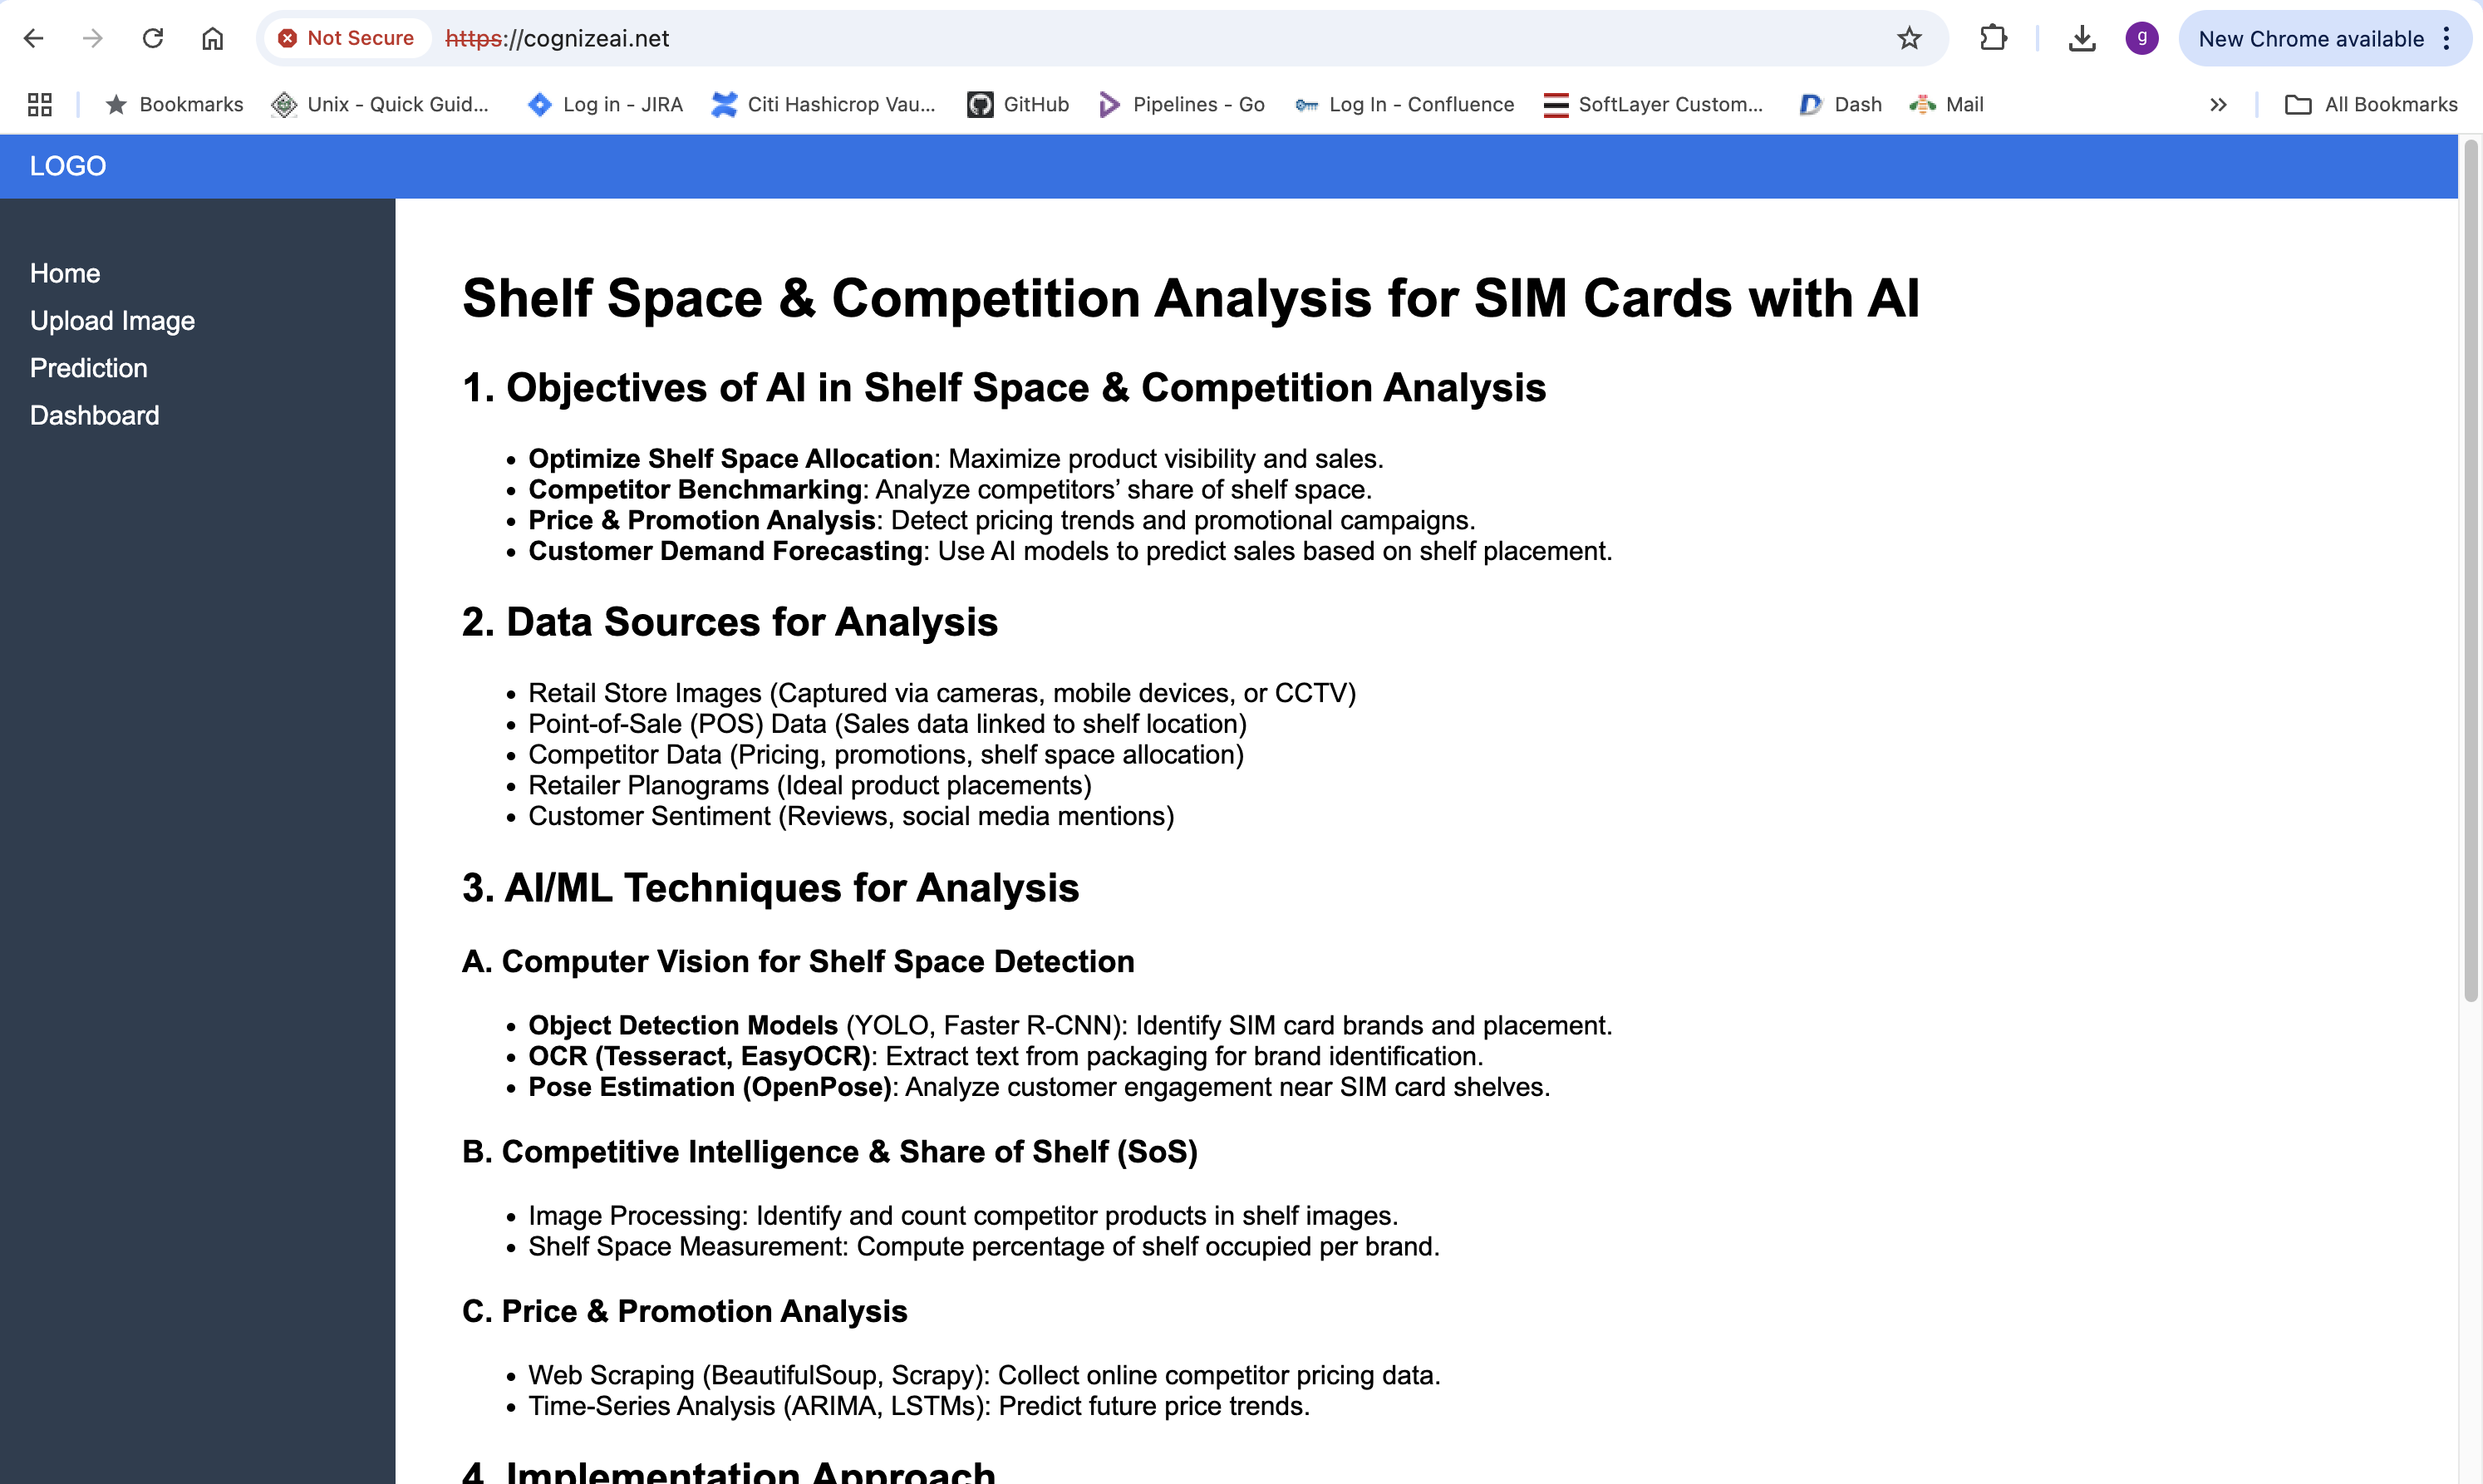 Not Secure https://cognizeai.net
g
New Chrome available
Bookmarks Unix - Quick Guid... Log in - JIRA Citi Hashicrop Vau... GitHub Pipelines - Go Log In - Confluence SoftLayer Custom... Dash Mail » All Bookmarks
LOGO
Home
Upload Image
Prediction
Dashboard
Shelf Space & Competition Analysis for SIM Cards with AI
1. Objectives of AI in Shelf Space & Competition Analysis
• Optimize Shelf Space Allocation: Maximize product visibility and sales.
• Competitor Benchmarking: Analyze competitors’ share of shelf space.
• Price & Promotion Analysis: Detect pricing trends and promotional campaigns.
• Customer Demand Forecasting: Use AI models to predict sales based on shelf placement.
2. Data Sources for Analysis
• Retail Store Images (Captured via cameras, mobile devices, or CCTV)
• Point-of-Sale (POS) Data (Sales data linked to shelf location)
• Competitor Data (Pricing, promotions, shelf space allocation)
• Retailer Planograms (Ideal product placements)
• Customer Sentiment (Reviews, social media mentions)
3. AI/ML Techniques for Analysis
A. Computer Vision for Shelf Space Detection
• Object Detection Models (YOLO, Faster R-CNN): Identify SIM card brands and placement.
• OCR (Tesseract, EasyOCR): Extract text from packaging for brand identification.
• Pose Estimation (OpenPose): Analyze customer engagement near SIM card shelves.
B. Competitive Intelligence & Share of Shelf (SoS)
• Image Processing: Identify and count competitor products in shelf images.
• Shelf Space Measurement: Compute percentage of shelf occupied per brand.
C. Price & Promotion Analysis
• Web Scraping (BeautifulSoup, Scrapy): Collect online competitor pricing data.
• Time-Series Analysis (ARIMA, LSTMs): Predict future price trends.
4. Implementation Approach